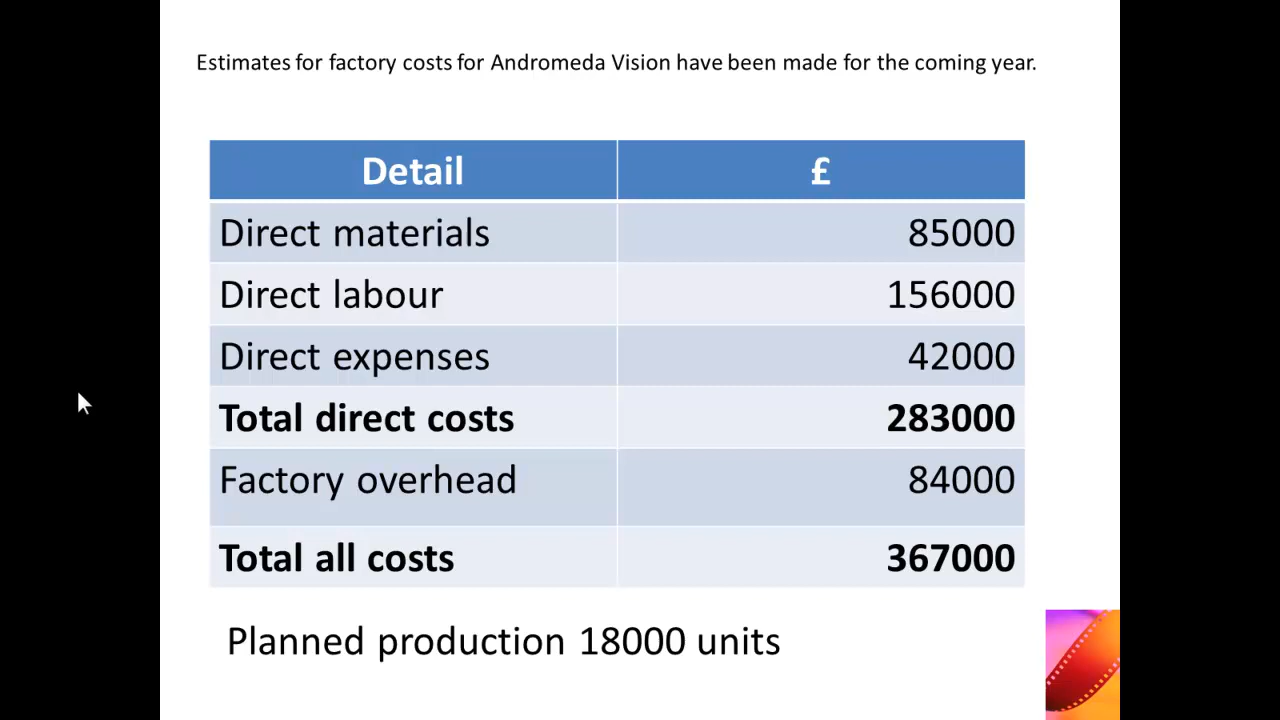 Estimates for factory costs for Andromeda Vision have been made for the coming year.
Detail £
Direct materials 85000
Direct labour 156000
Direct expenses 42000
Total direct costs 283000
Factory overhead 84000
Total all costs 367000
Planned production 18000 units